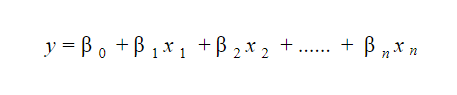 y = β₀ + β₁x₁ + β₂x₂ + ...... + βₙxₙ